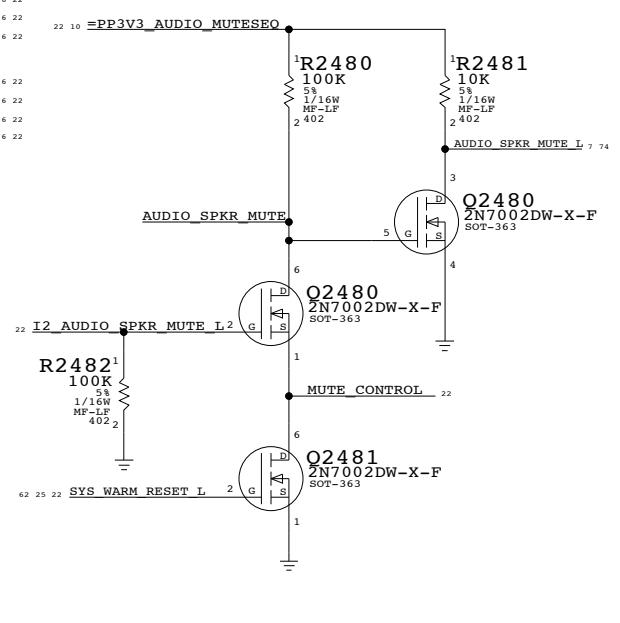 6 22
6 22
6 22
6 22
6 22
6 22
22 10 =PP3V3_AUDIO_MUTESEQ
1
R2480
100K
5%
1/16W
MF-LF
2 402
1
R2481
10K
5%
1/16W
MF-LF
2 402
AUDIO_SPKR_MUTE_L 7 74
3
D
Q2480
2N7002DW-X-F
SOT-363
5 G S
4
AUDIO_SPKR_MUTE
6
D
Q2480
2N7002DW-X-F
SOT-363
22 I2_AUDIO_SPKR_MUTE_L 2 G S
1
R2482 1
100K
5%
1/16W
MF-LF
402 2
MUTE_CONTROL 22
6
D
Q2481
2N7002DW-X-F
SOT-363
62 25 22 SYS_WARM_RESET_L 2 G S
1